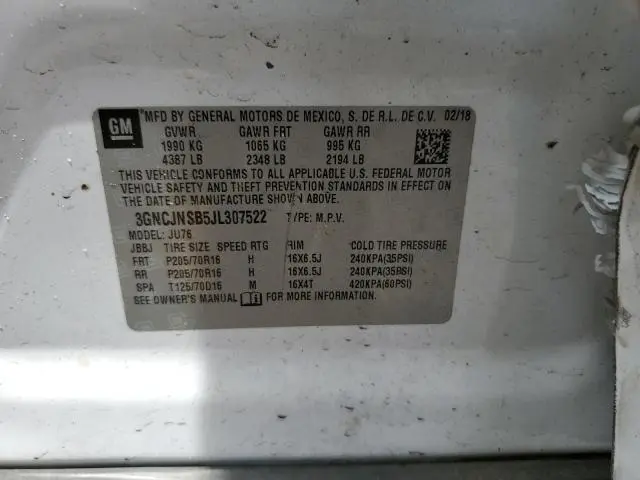 GM
MFD BY GENERAL MOTORS DE MEXICO, S. DE R.L. DE C.V. 02/18
GVWR GAWR FRT GAWR RR
1990 KG 1065 KG 995 KG
4387 LB 2348 LB 2194 LB
THIS VEHICLE CONFORMS TO ALL APPLICABLE U.S. FEDERAL MOTOR
VEHICLE SAFETY AND THEFT PREVENTION STANDARDS IN EFFECT ON
THE DATE OF MANUFACTURE SHOWN ABOVE.
3GNCJNSB5JL307522 TYPE: M.P.V.
MODEL: JU76
JBBJ TIRE SIZE SPEED RTG RIM COLD TIRE PRESSURE
FRT P205/70R16 H 16X6.5J 240KPA(35PSI)
RR P205/70R16 H 16X6.5J 240KPA(35PSI)
SPA T125/70D16 M 16X4T 420KPA(60PSI)
SEE OWNER'S MANUAL FOR MORE INFORMATION.